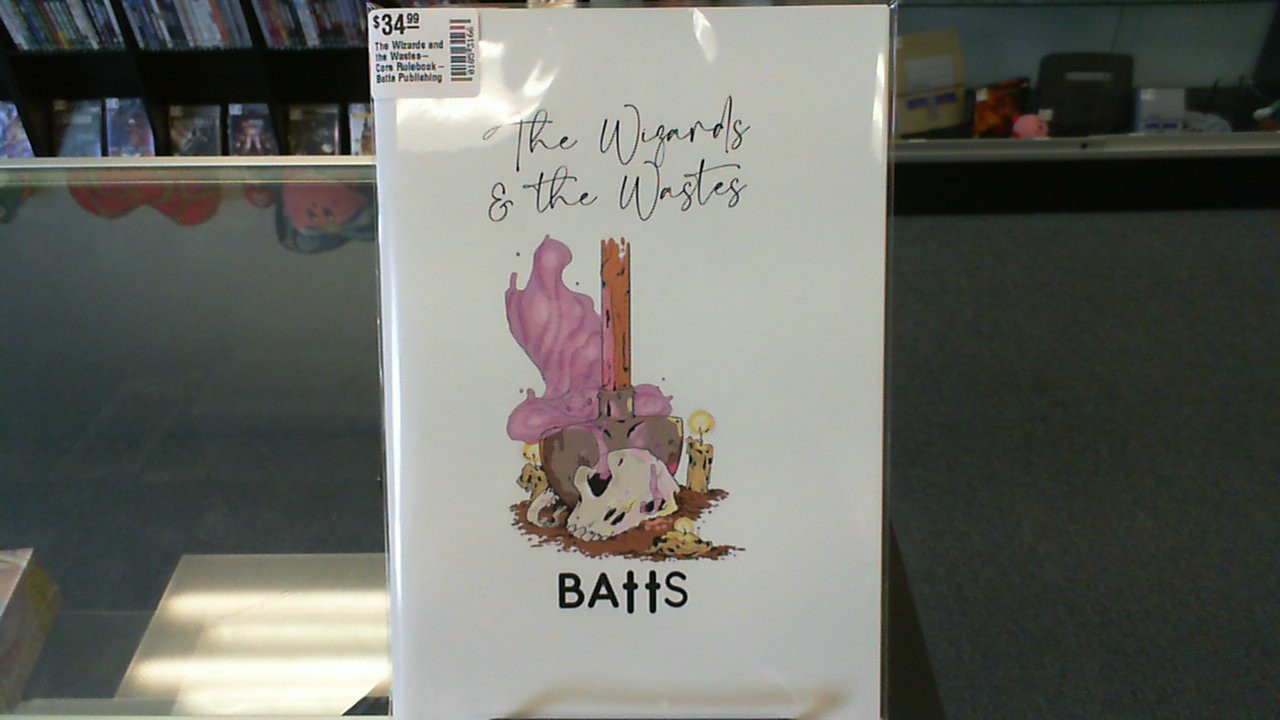 $34.99
The Wizards and
the Wastes—
Core Rulebook -
Batts Publishing
The Wizards
& the Wastes
BAttS